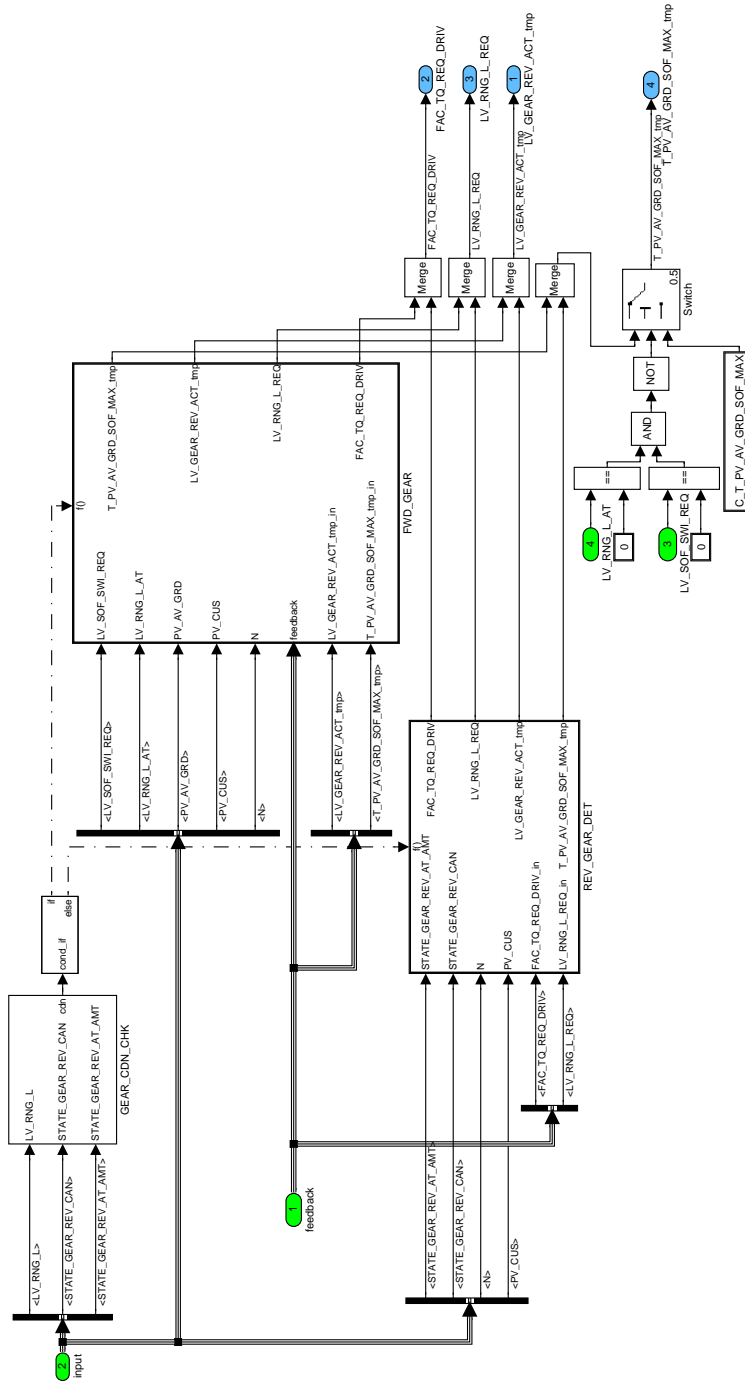 2
input
<LV_RNG_L>
<STATE_GEAR_REV_CAN>
<STATE_GEAR_REV_AT_AMT>
LV_RNG_L
STATE_GEAR_REV_CAN
STATE_GEAR_REV_AT_AMT
cdn
GEAR_CDN_CHK
cond_if
if
else
<LV_SOF_SWI_REQ>
<LV_RNG_L_AT>
<PV_AV_GRD>
<PV_CUS>
<N>
<LV_GEAR_REV_ACT_tmp>
<T_PV_AV_GRD_SOF_MAX_tmp>
f()
LV_SOF_SWI_REQ
LV_RNG_L_AT
PV_AV_GRD
PV_CUS
N
feedback
LV_GEAR_REV_ACT_tmp_in
T_PV_AV_GRD_SOF_MAX_tmp_in
T_PV_AV_GRD_SOF_MAX_tmp
LV_GEAR_REV_ACT_tmp
LV_RNG_L_REQ
FAC_TQ_REQ_DRIV
FWD_GEAR
1
feedback
<STATE_GEAR_REV_AT_AMT>
<STATE_GEAR_REV_CAN>
<N>
<PV_CUS>
<FAC_TQ_REQ_DRIV>
<LV_RNG_L_REQ>
f()
STATE_GEAR_REV_AT_AMT
STATE_GEAR_REV_CAN
N
PV_CUS
FAC_TQ_REQ_DRIV_in
LV_RNG_L_REQ_in
FAC_TQ_REQ_DRIV
LV_RNG_L_REQ
LV_GEAR_REV_ACT_tmp
T_PV_AV_GRD_SOF_MAX_tmp
REV_GEAR_DET
Merge
Merge
Merge
Merge
FAC_TQ_REQ_DRIV
LV_RNG_L_REQ
LV_GEAR_REV_ACT_tmp
2
FAC_TQ_REQ_DRIV
3
LV_RNG_L_REQ
1
LV_GEAR_REV_ACT_tmp
4
LV_RNG_L_AT
0
3
LV_SOF_SWI_REQ
0
==
==
AND
NOT
C_T_PV_AV_GRD_SOF_MAX
0.5
Switch
T_PV_AV_GRD_SOF_MAX_tmp
4
T_PV_AV_GRD_SOF_MAX_tmp